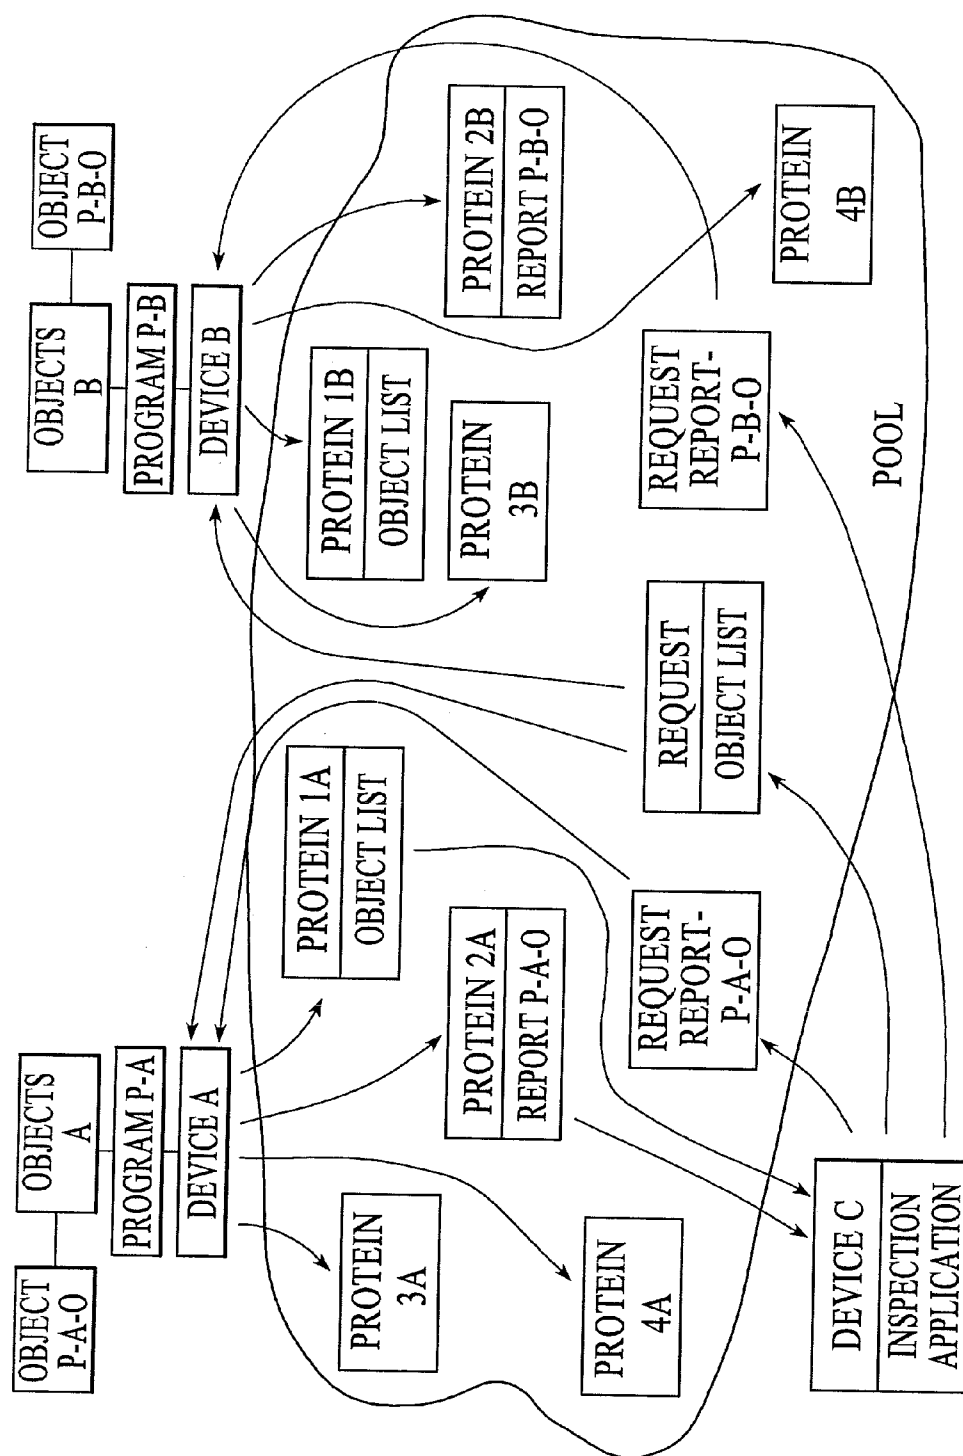 OBJECT
P-A-O
OBJECTS
A
PROGRAM P-A
DEVICE A
OBJECTS
B
OBJECT
P-B-O
PROGRAM P-B
DEVICE B
PROTEIN
3A
PROTEIN 1A
OBJECT LIST
PROTEIN 1B
OBJECT LIST
PROTEIN 2A
REPORT P-A-O
PROTEIN
3B
PROTEIN 2B
REPORT P-B-O
PROTEIN
4A
REQUEST
REPORT-
P-A-O
REQUEST
OBJECT LIST
REQUEST
REPORT-
P-B-O
PROTEIN
4B
DEVICE C
INSPECTION
APPLICATION
POOL